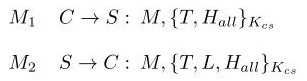 M₁ C → S : M, {T, H_all}_{K_cs}
M₂ S → C : M, {T, L, H_all}_{K_cs}